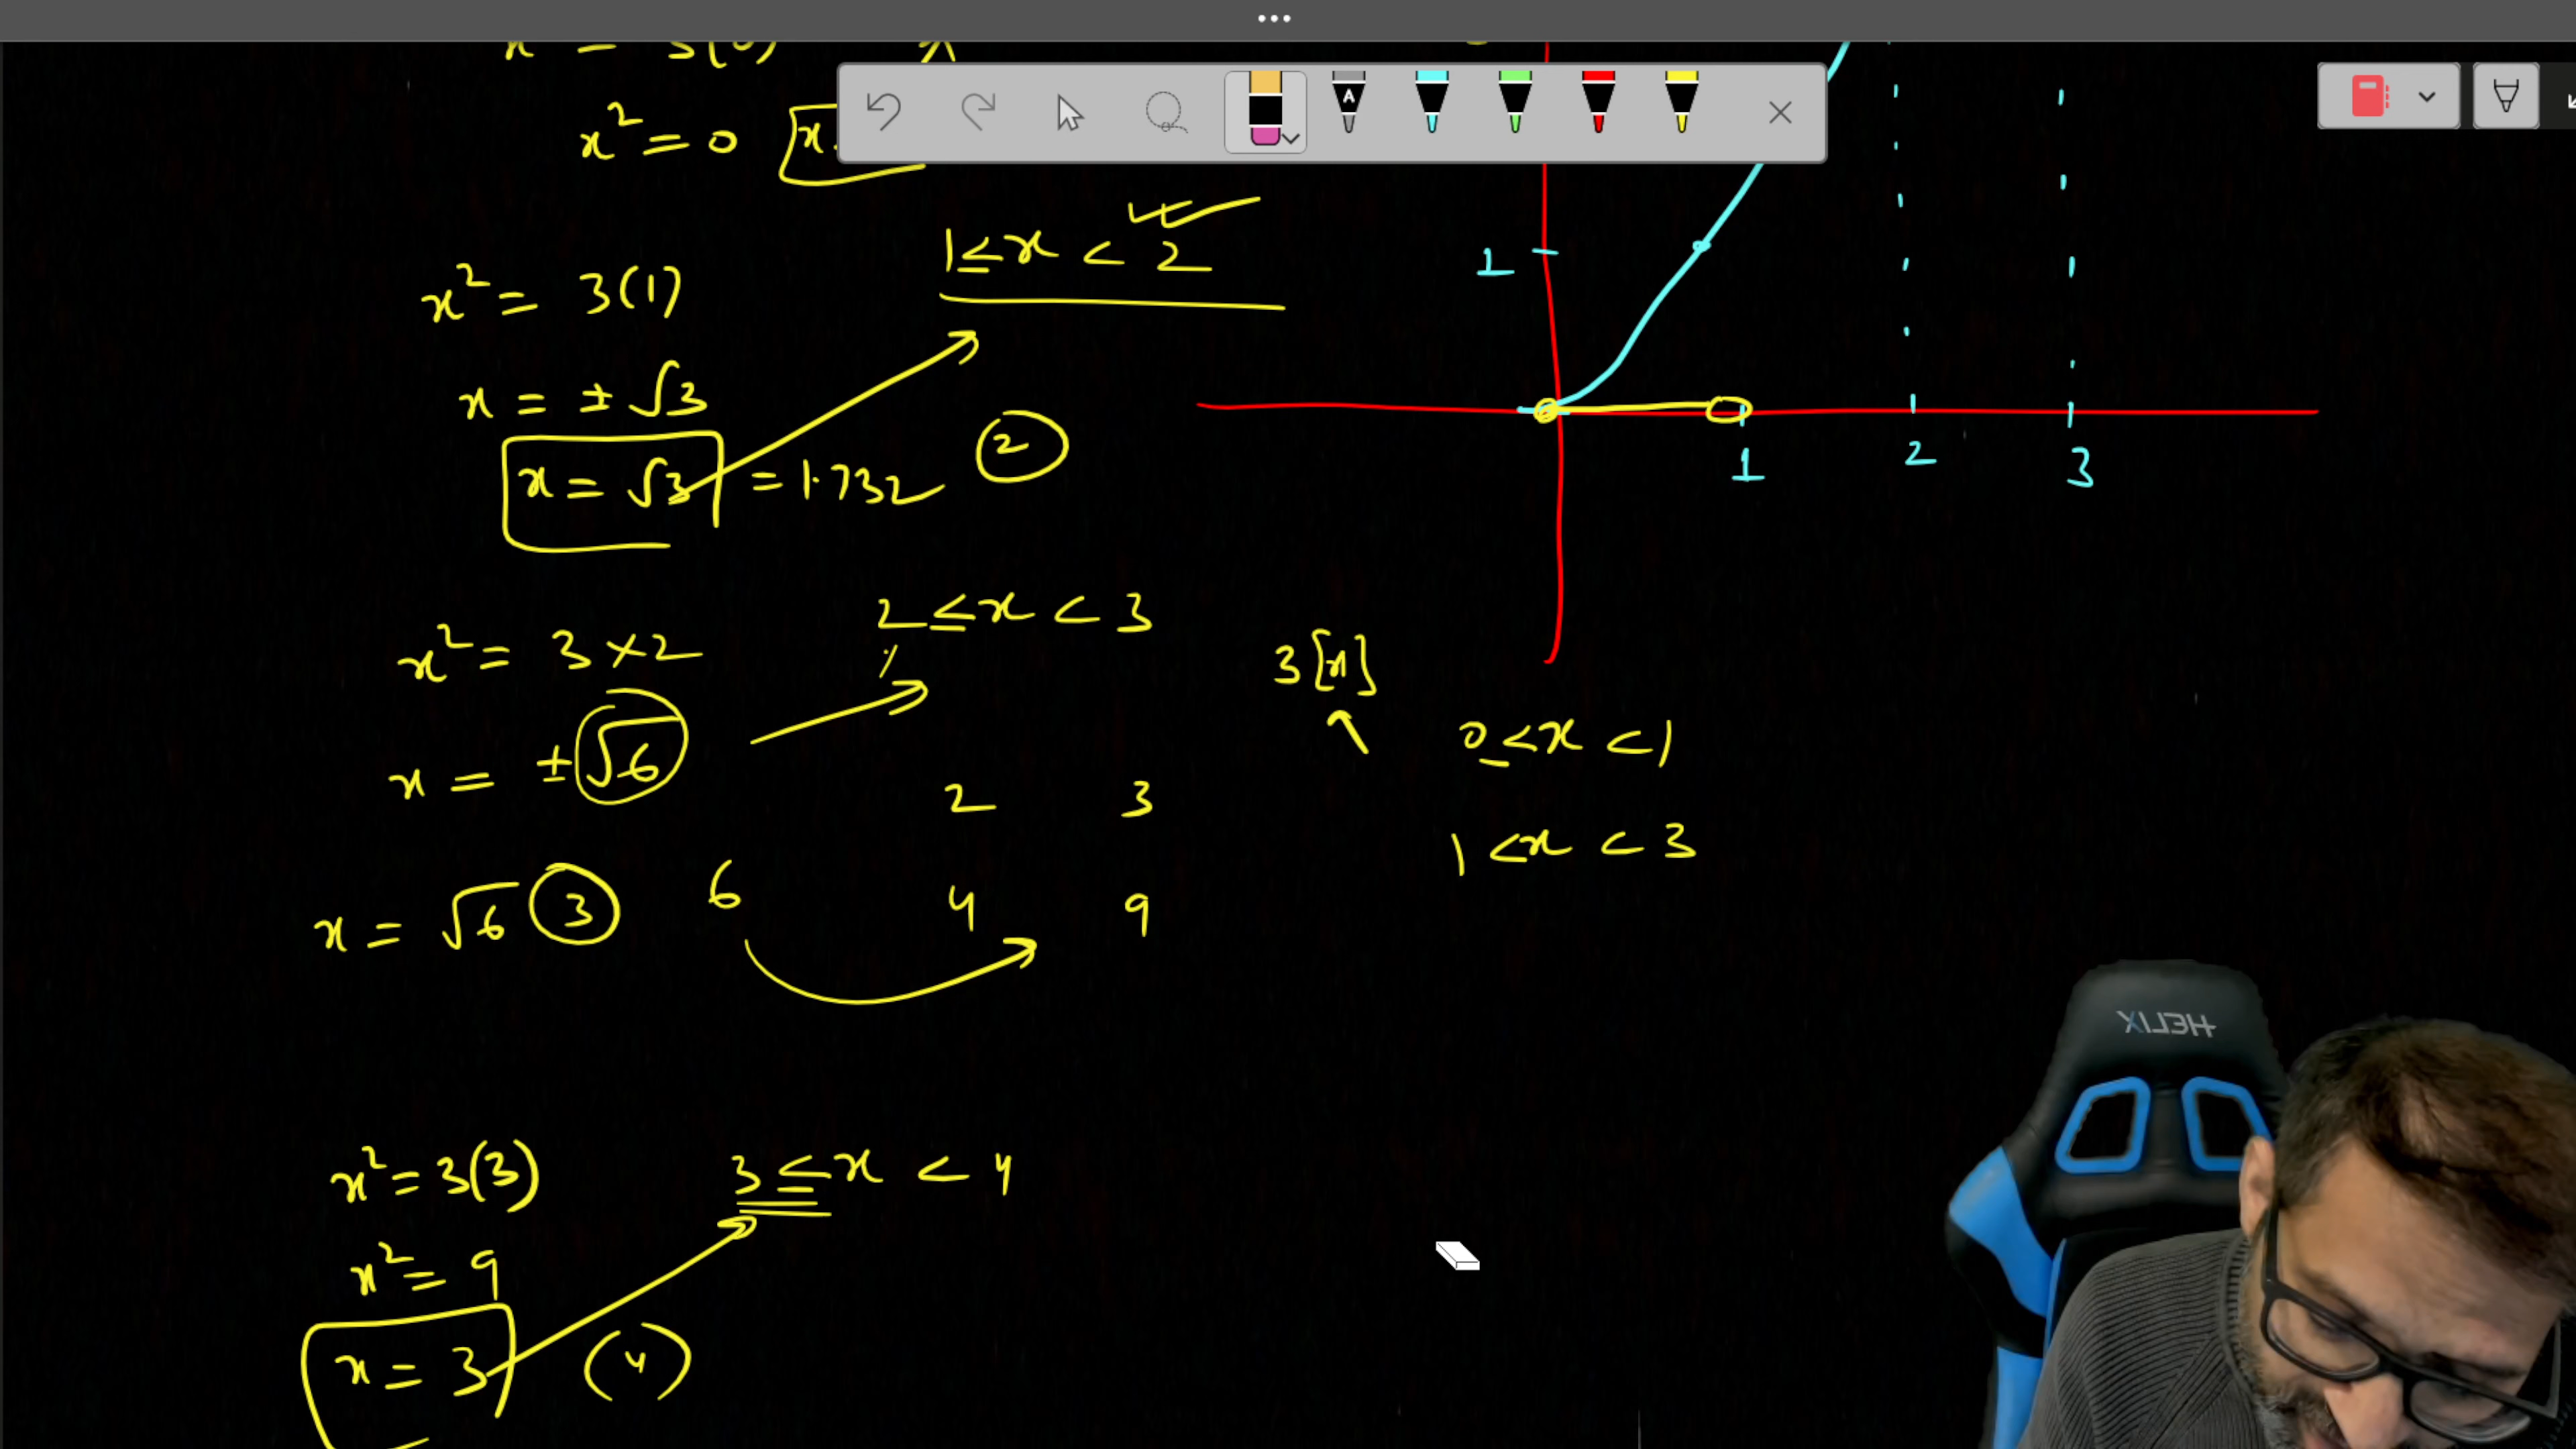 x = 3(0)
x² = 0 x
1 ≤ x < 2
x² = 3(1)
x = ± √3
x = √3 = 1.732 2
x² = 3 × 2 2 ≤ x < 3
x = ± √6
2 3
x = √6 3 6 4 9
x² = 3(3) 3 ≤ x < 4
x² = 9
x = 3 (4)
A
1
1 2 3
3[x]
0 ≤ x < 1
1 < x < 3
HELIX